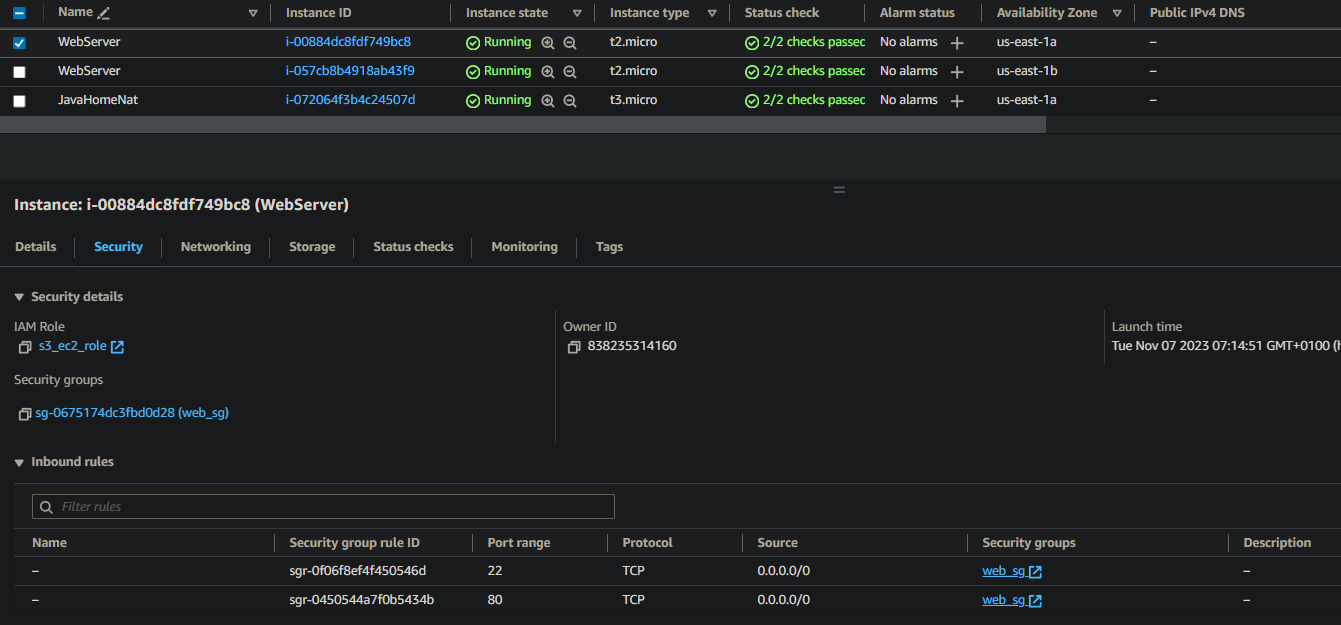 Name Instance ID Instance state Instance type Status check Alarm status Availability Zone Public IPv4 DNS
WebServer i-00884dc8fdf749bc8 Running t2.micro 2/2 checks passec No alarms + us-east-1a –
WebServer i-057cb8b4918ab43f9 Running t2.micro 2/2 checks passec No alarms + us-east-1b –
JavaHomeNat i-072064f3b4c24507d Running t3.micro 2/2 checks passec No alarms + us-east-1a –
Instance: i-00884dc8fdf749bc8 (WebServer)
Details Security Networking Storage Status checks Monitoring Tags
Security details
IAM Role Owner ID Launch time
s3_ec2_role 838235314160 Tue Nov 07 2023 07:14:51 GMT+0100 (
Security groups
sg-0675174dc3fbd0d28 (web_sg)
Inbound rules
Filter rules
Name Security group rule ID Port range Protocol Source Security groups Description
– sgr-0f06f8ef4f450546d 22 TCP 0.0.0.0/0 web_sg –
– sgr-0450544a7f0b5434b 80 TCP 0.0.0.0/0 web_sg –